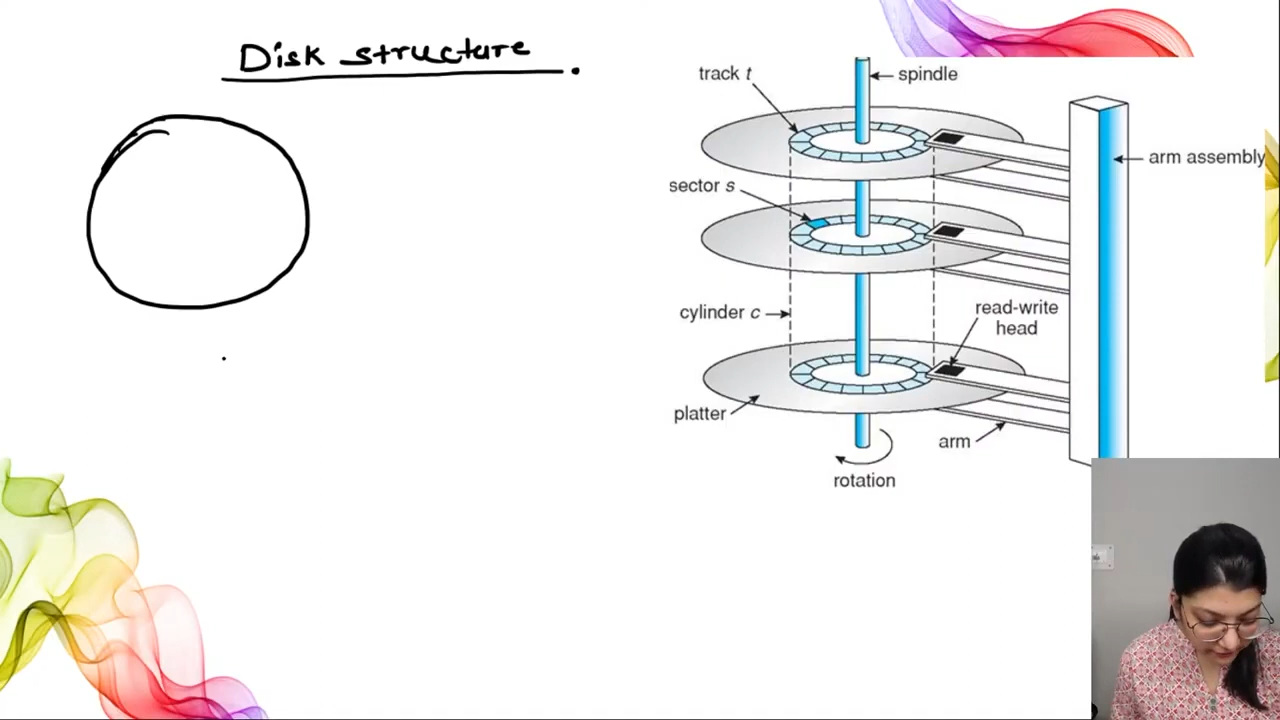 Disk structure.
track t
spindle
arm assembly
sector s
cylinder c
read-write
head
platter
arm
rotation